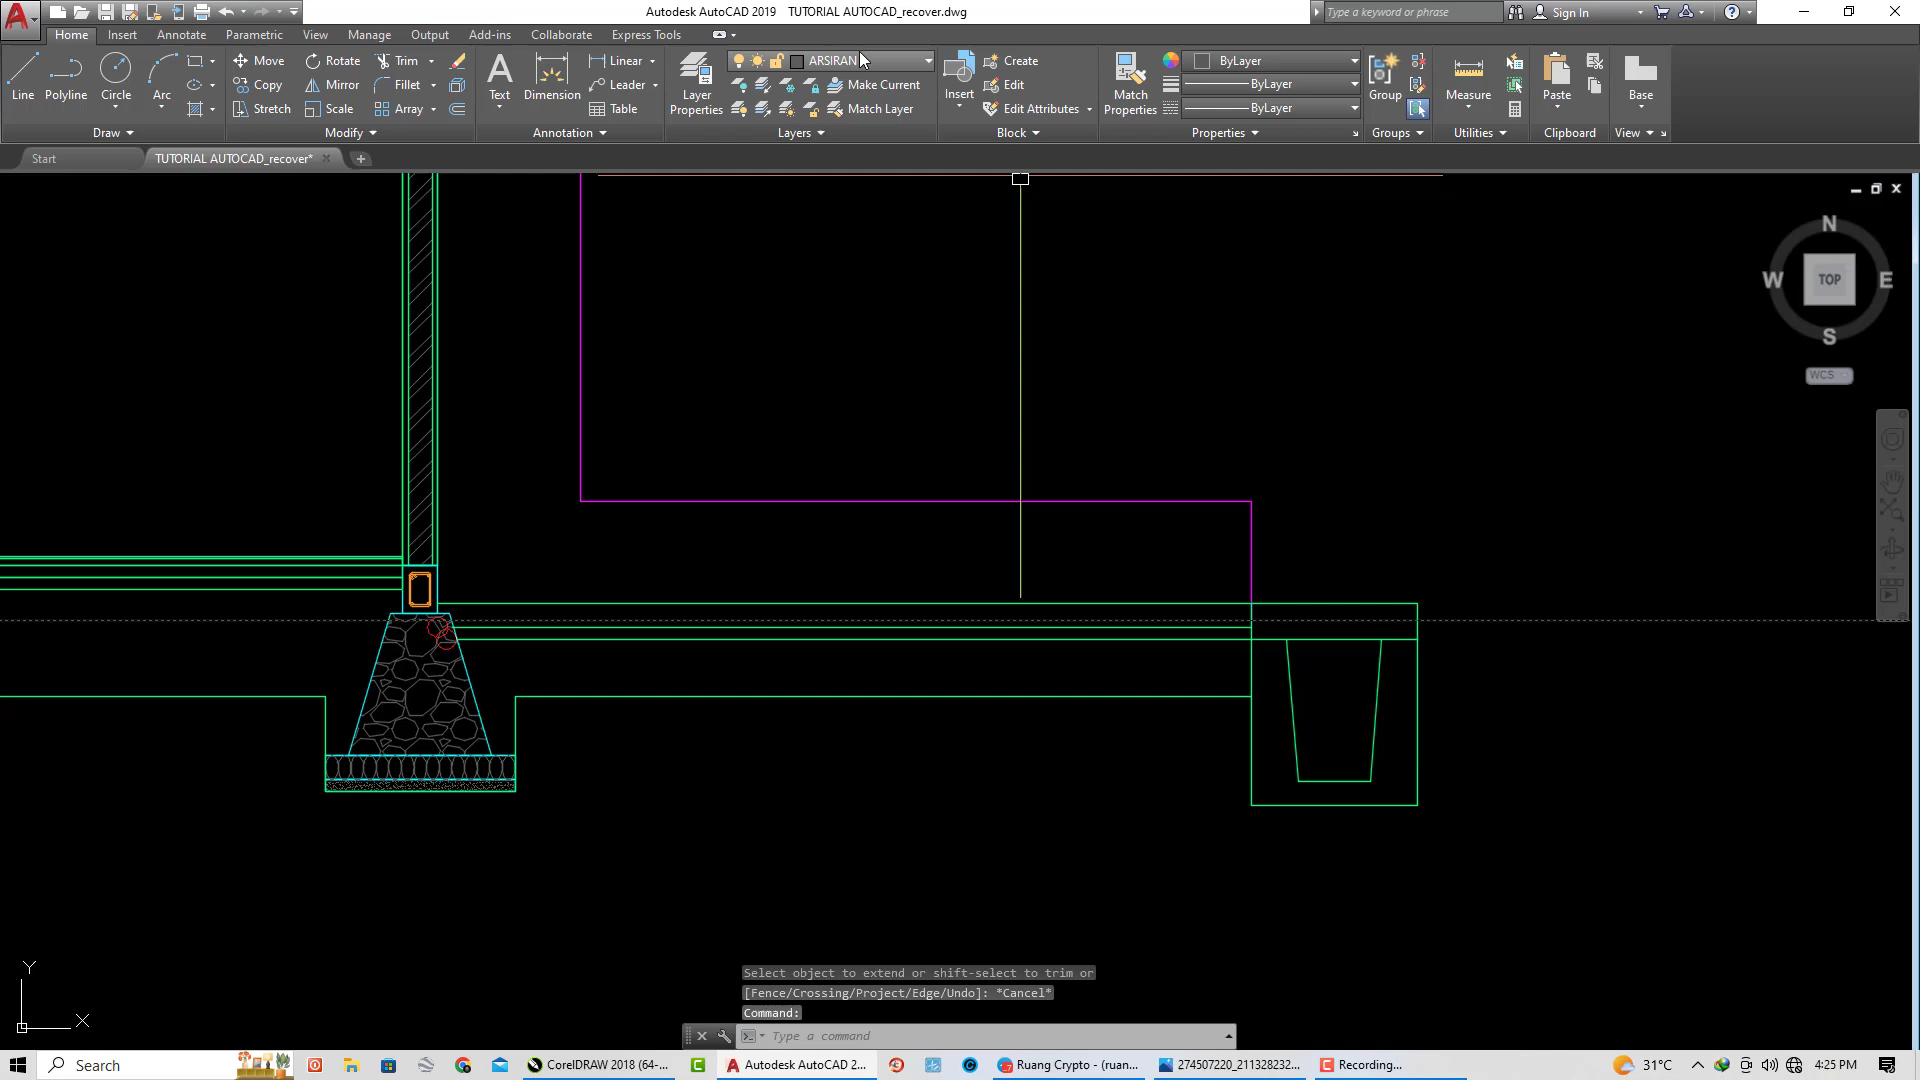 Autodesk AutoCAD 2019 TUTORIAL AUTOCAD_recover.dwg
Type a keyword or phrase
Sign In
Home Insert Annotate Parametric View Manage Output Add-ins Collaborate Express Tools
Line Polyline Circle Arc
Draw
Move Rotate Trim
Copy Mirror Fillet
Stretch Scale Array
Modify
Text Dimension
Linear
Leader
Table
Annotation
Layer Properties
ARSIRAN
Make Current
Match Layer
Layers
Insert
Create
Edit
Edit Attributes
Block
Match Properties
ByLayer
ByLayer
ByLayer
Properties
Group
Groups
Measure
Utilities
Paste
Clipboard
Base
View
Start TUTORIAL AUTOCAD_recover*
N
W TOP E
S
WCS
Y
X
Select object to extend or shift-select to trim or
[Fence/Crossing/Project/Edge/Undo]: *Cancel*
Command:
Type a command
Search
CorelDRAW 2018 (64-...
Autodesk AutoCAD 2...
Ruang Crypto - (ruan...
274507220_211328232...
Recording...
31°C
4:25 PM